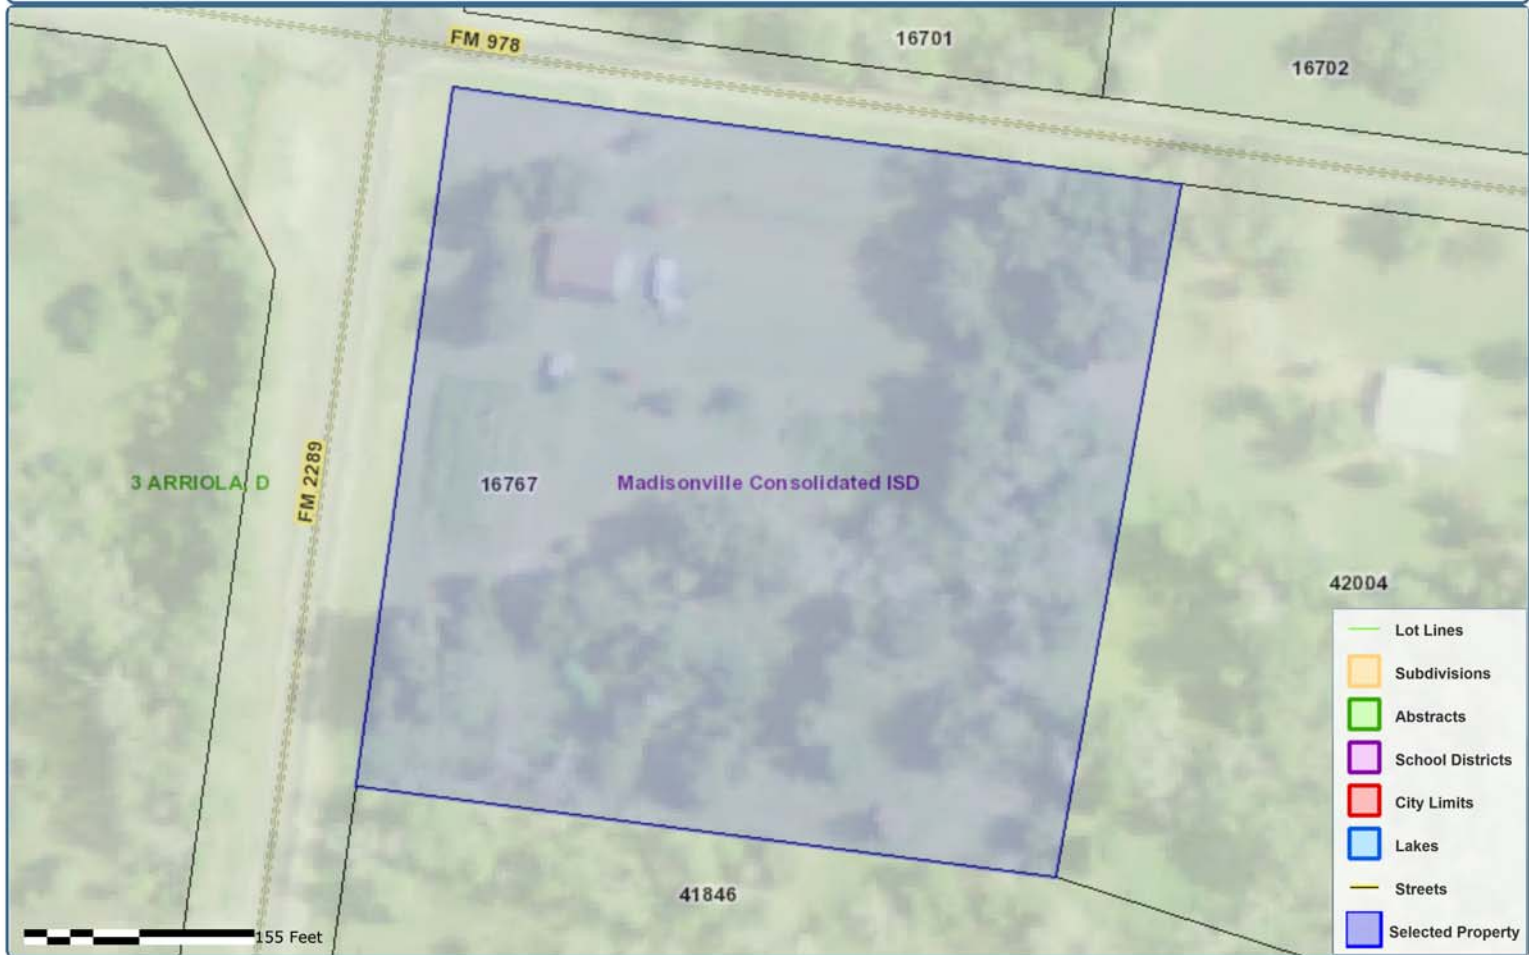 FM 978
16701
16702
3 ARRIOLA, D
FM 2289
16767
Madisonville Consolidated ISD
42004
41846
155 Feet
Lot Lines
Subdivisions
Abstracts
School Districts
City Limits
Lakes
Streets
Selected Property